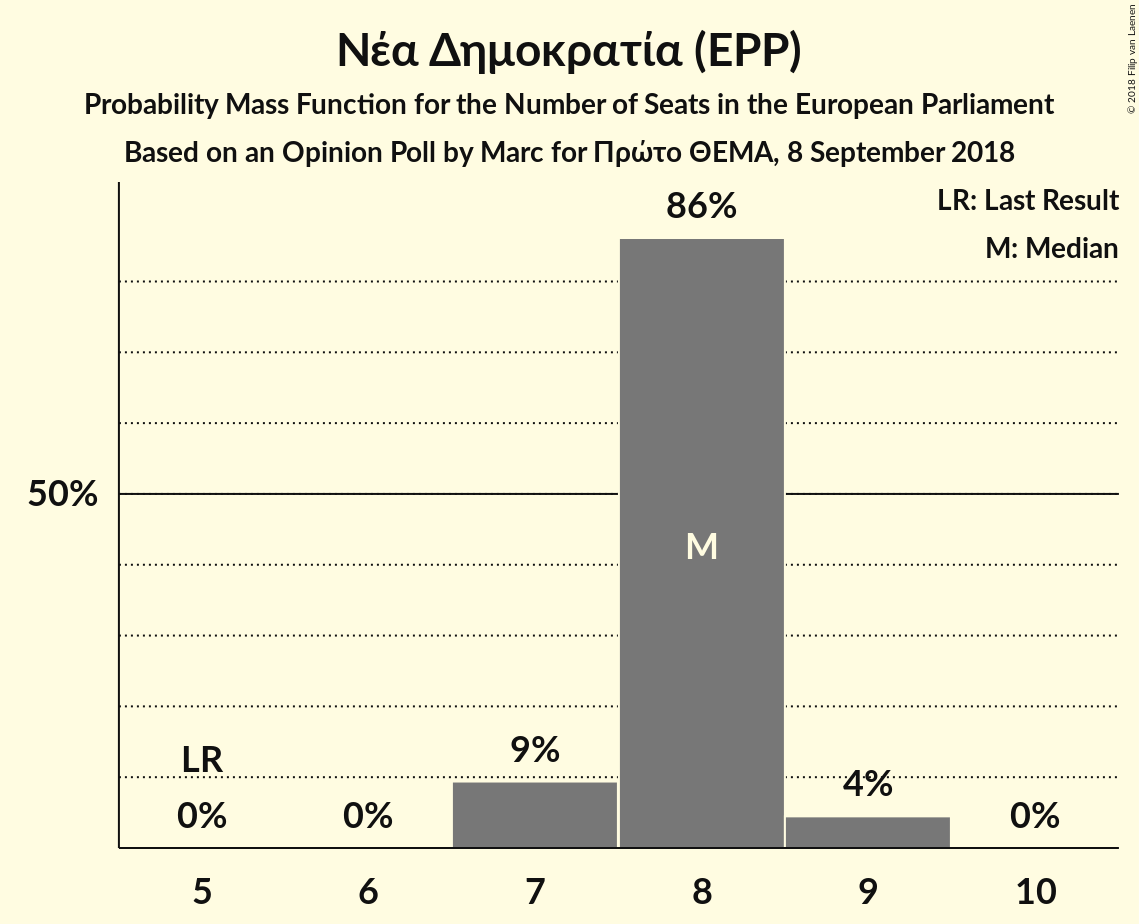 Νέα Δημοκρατία (EPP)
Probability Mass Function for the Number of Seats in the European Parliament
Based on an Opinion Poll by Marc for Πρώτο ΘΕΜΑ, 8 September 2018
© 2018 Filip van Laenen
LR: Last Result
M: Median
86%
50%
M
LR
9%
4%
0%
0%
0%
5 6 7 8 9 10